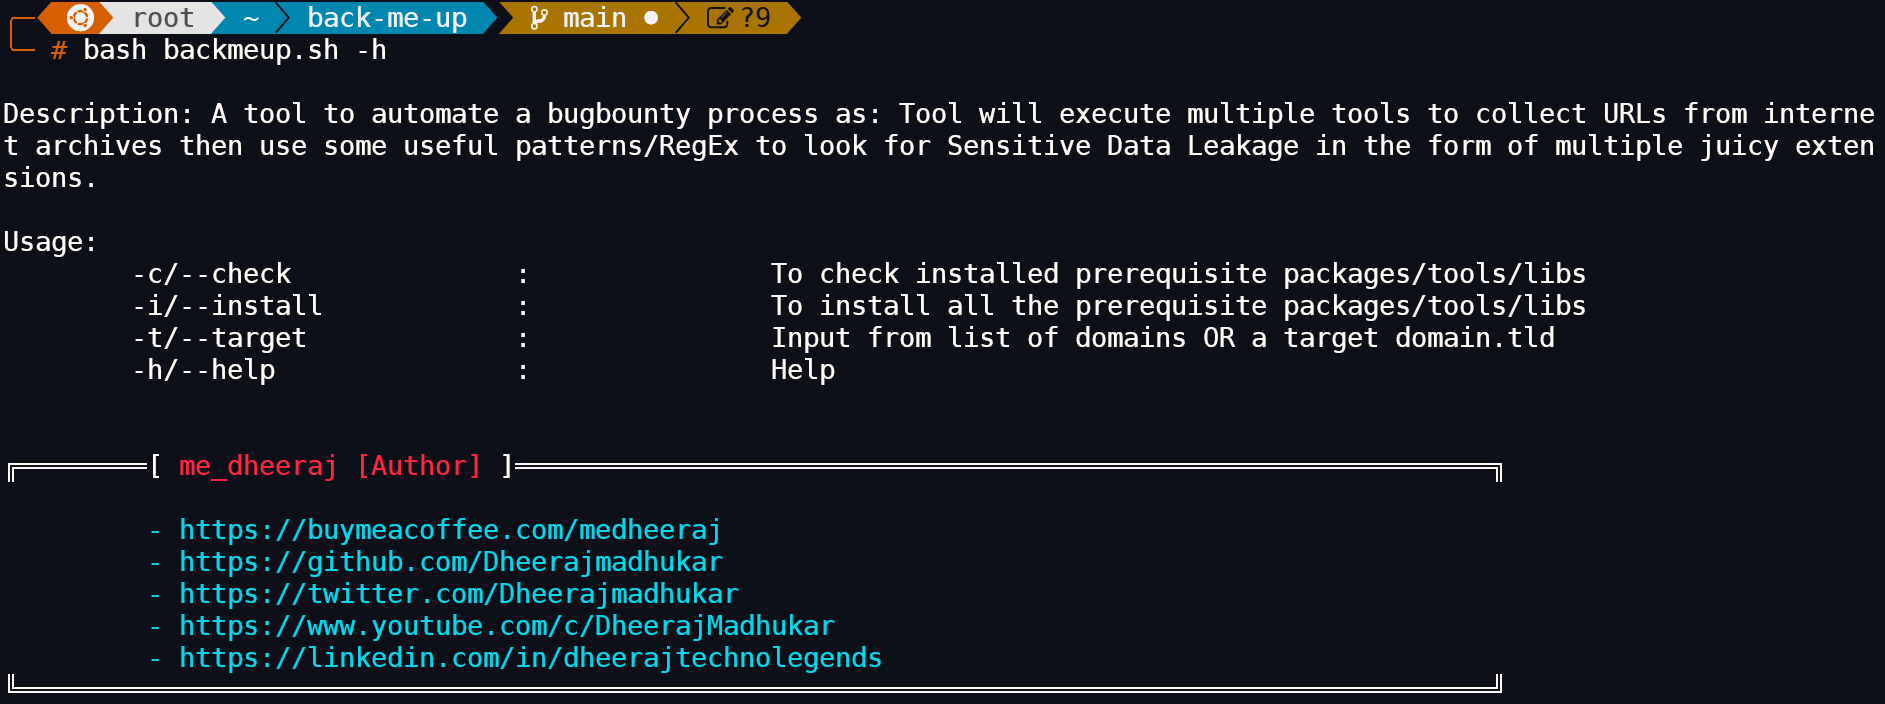 root ~ back-me-up main ● ?9
# bash backmeup.sh -h
Description: A tool to automate a bugbounty process as: Tool will execute multiple tools to collect URLs from interne
t archives then use some useful patterns/RegEx to look for Sensitive Data Leakage in the form of multiple juicy exten
sions.
Usage:
-c/--check : To check installed prerequisite packages/tools/libs
-i/--install : To install all the prerequisite packages/tools/libs
-t/--target : Input from list of domains OR a target domain.tld
-h/--help : Help
[ me_dheeraj [Author] ]
- https://buymeacoffee.com/medheeraj
- https://github.com/Dheerajmadhukar
- https://twitter.com/Dheerajmadhukar
- https://www.youtube.com/c/DheerajMadhukar
- https://linkedin.com/in/dheerajtechnolegends